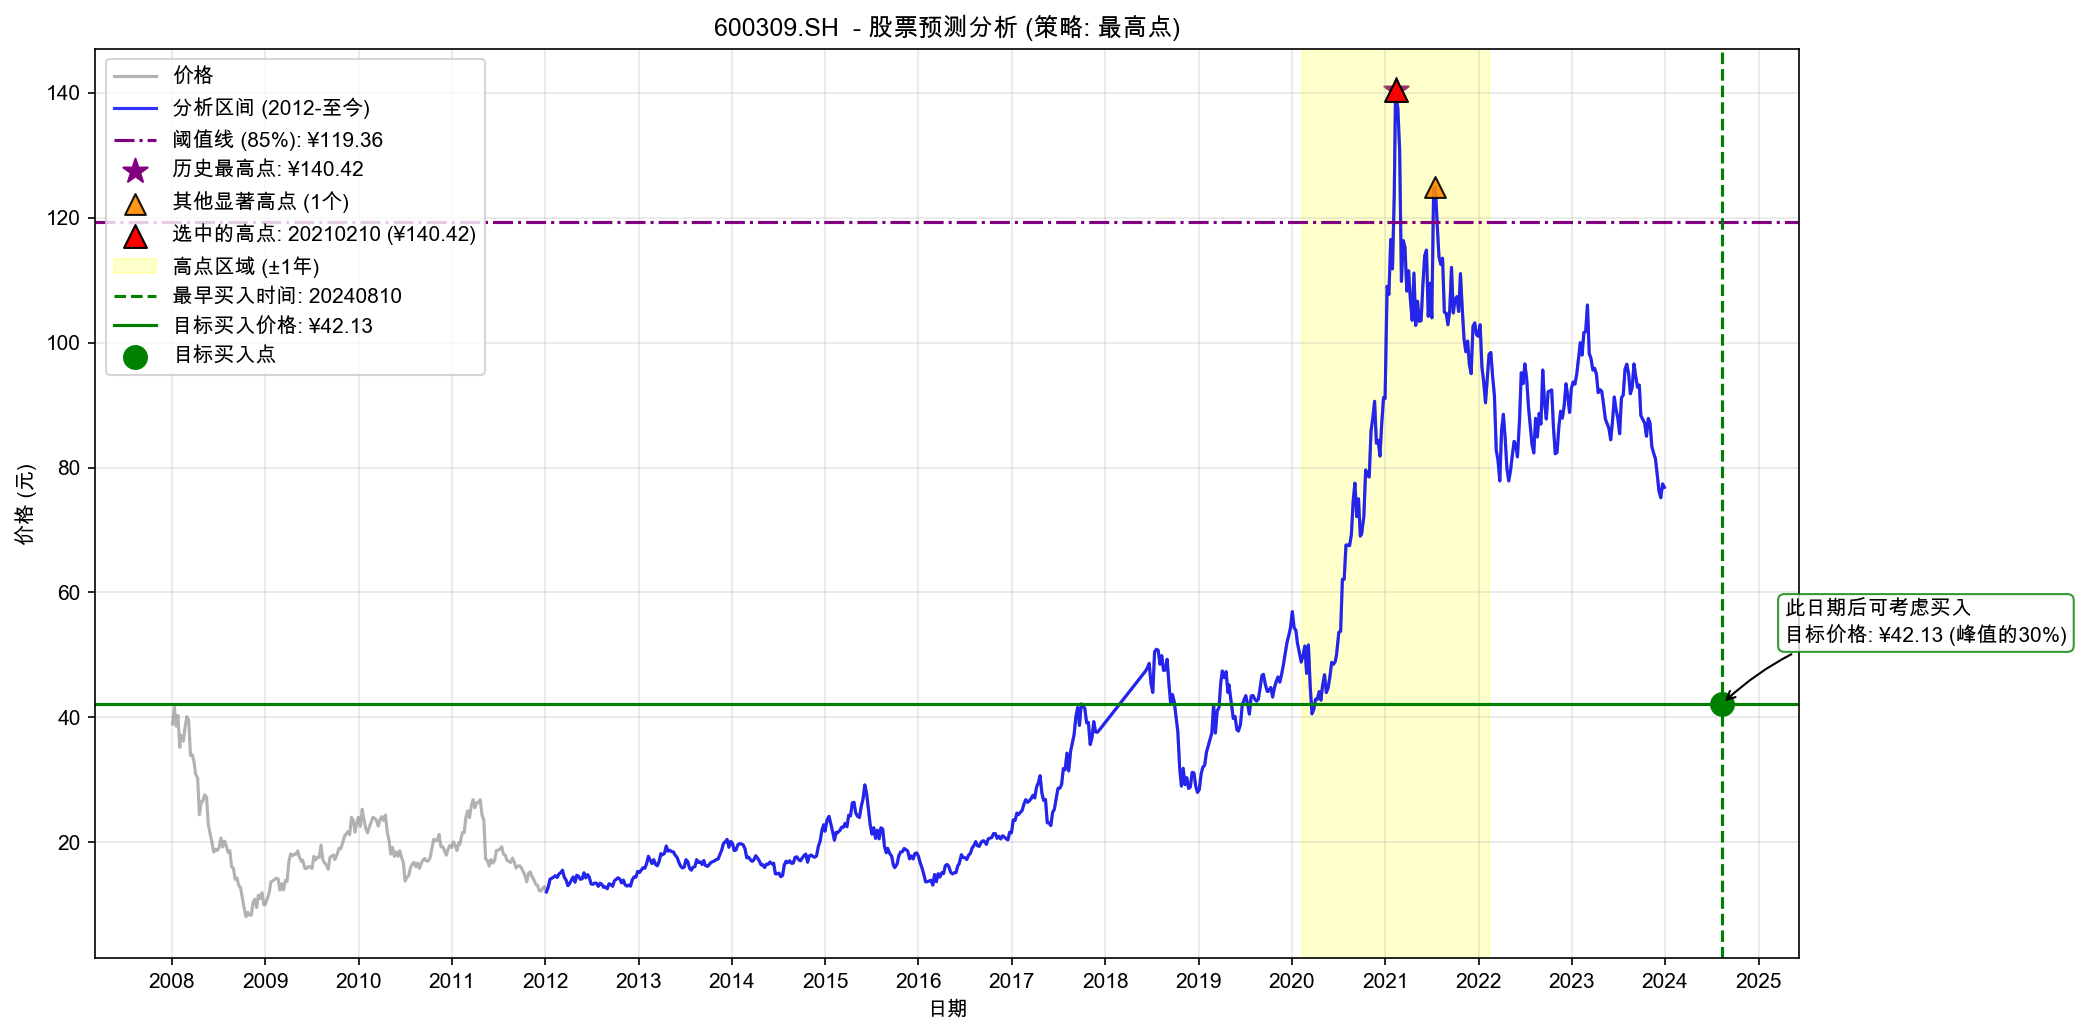 600309.SH - 股票预测分析 (策略: 最高点)
价格
分析区间 (2012-至今)
阈值线 (85%): ¥119.36
历史最高点: ¥140.42
其他显著高点 (1个)
选中的高点: 20210210 (¥140.42)
高点区域 (±1年)
最早买入时间: 20240810
目标买入价格: ¥42.13
目标买入点
价格 (元)
140
120
100
80
60
40
20
此日期后可考虑买入
目标价格: ¥42.13 (峰值的30%)
2008 2009 2010 2011 2012 2013 2014 2015 2016 2017 2018 2019 2020 2021 2022 2023 2024 2025
日期